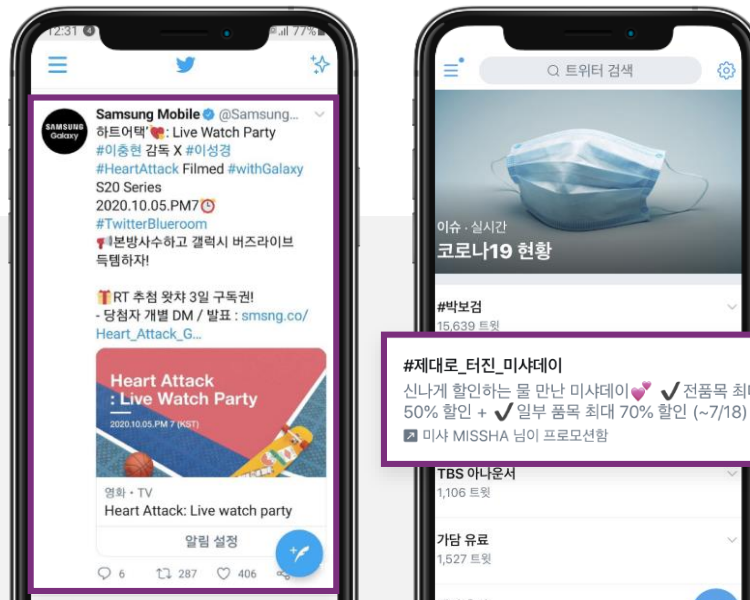 12:31
77%
SAMSUNG
Galaxy
Samsung Mobile @Samsung...
하트어택'💘: Live Watch Party
#이충현 감독 X #이성경
#HeartAttack Filmed #withGalaxy
S20 Series
2020.10.05.PM7⏰
#TwitterBlueroom
📢본방사수하고 갤럭시 버즈라이브
득템하자!
🎁RT 추첨 왓챠 3일 구독권!
- 당첨자 개별 DM / 발표 : smsng.co/
Heart_Attack_G...
Heart Attack
: Live Watch Party
2020.10.05.PM 7 (KST)
영화 • TV
Heart Attack: Live watch party
알림 설정
6 287 406
트위터 검색
이슈 · 실시간
코로나19 현황
#박보검
15,639 트윗
#제대로_터진_미샤데이
신나게 할인하는 물 만난 미샤데이💕 ✔전품목 최대
50% 할인 + ✔일부 품목 최대 70% 할인 (~7/18)
미샤 MISSHA 님이 프로모션함
TBS 아나운서
1,106 트윗
가담 유료
1,527 트윗